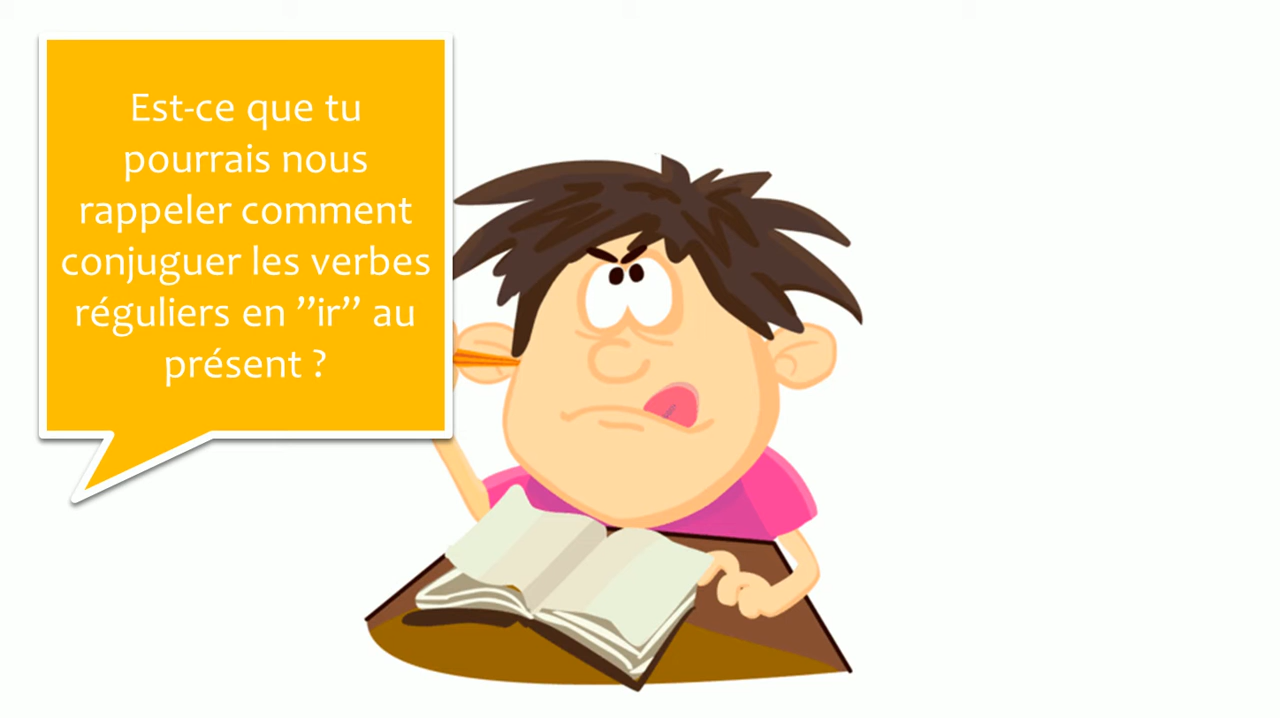 Est-ce que tu
pourrais nous
rappeler comment
conjuguer les verbes
réguliers en ”ir” au
présent ?